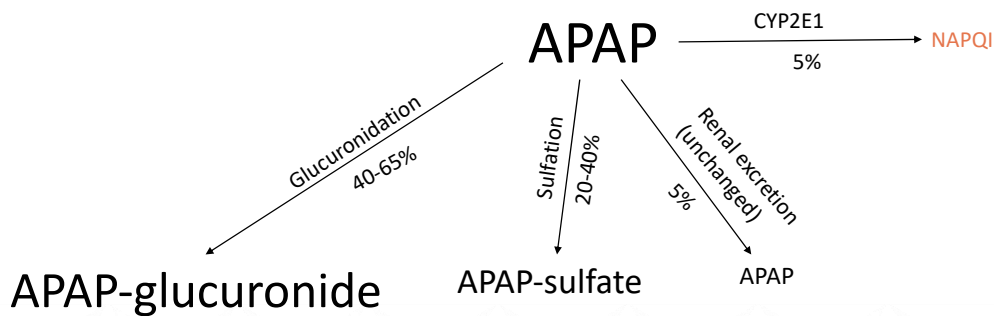 APAP
CYP2E1
5%
NAPQI
Glucuronidation
40-65%
Sulfation
20-40%
Renal excretion
(unchanged)
5%
APAP-glucuronide
APAP-sulfate
APAP